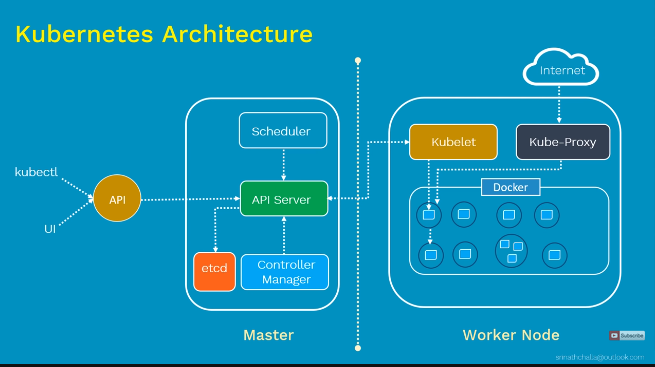 Kubernetes Architecture
Internet
Scheduler
Kubelet
Kube-Proxy
kubectl
API
API Server
Docker
UI
etcd
Controller
Manager
Master
Worker Node
Subscribe